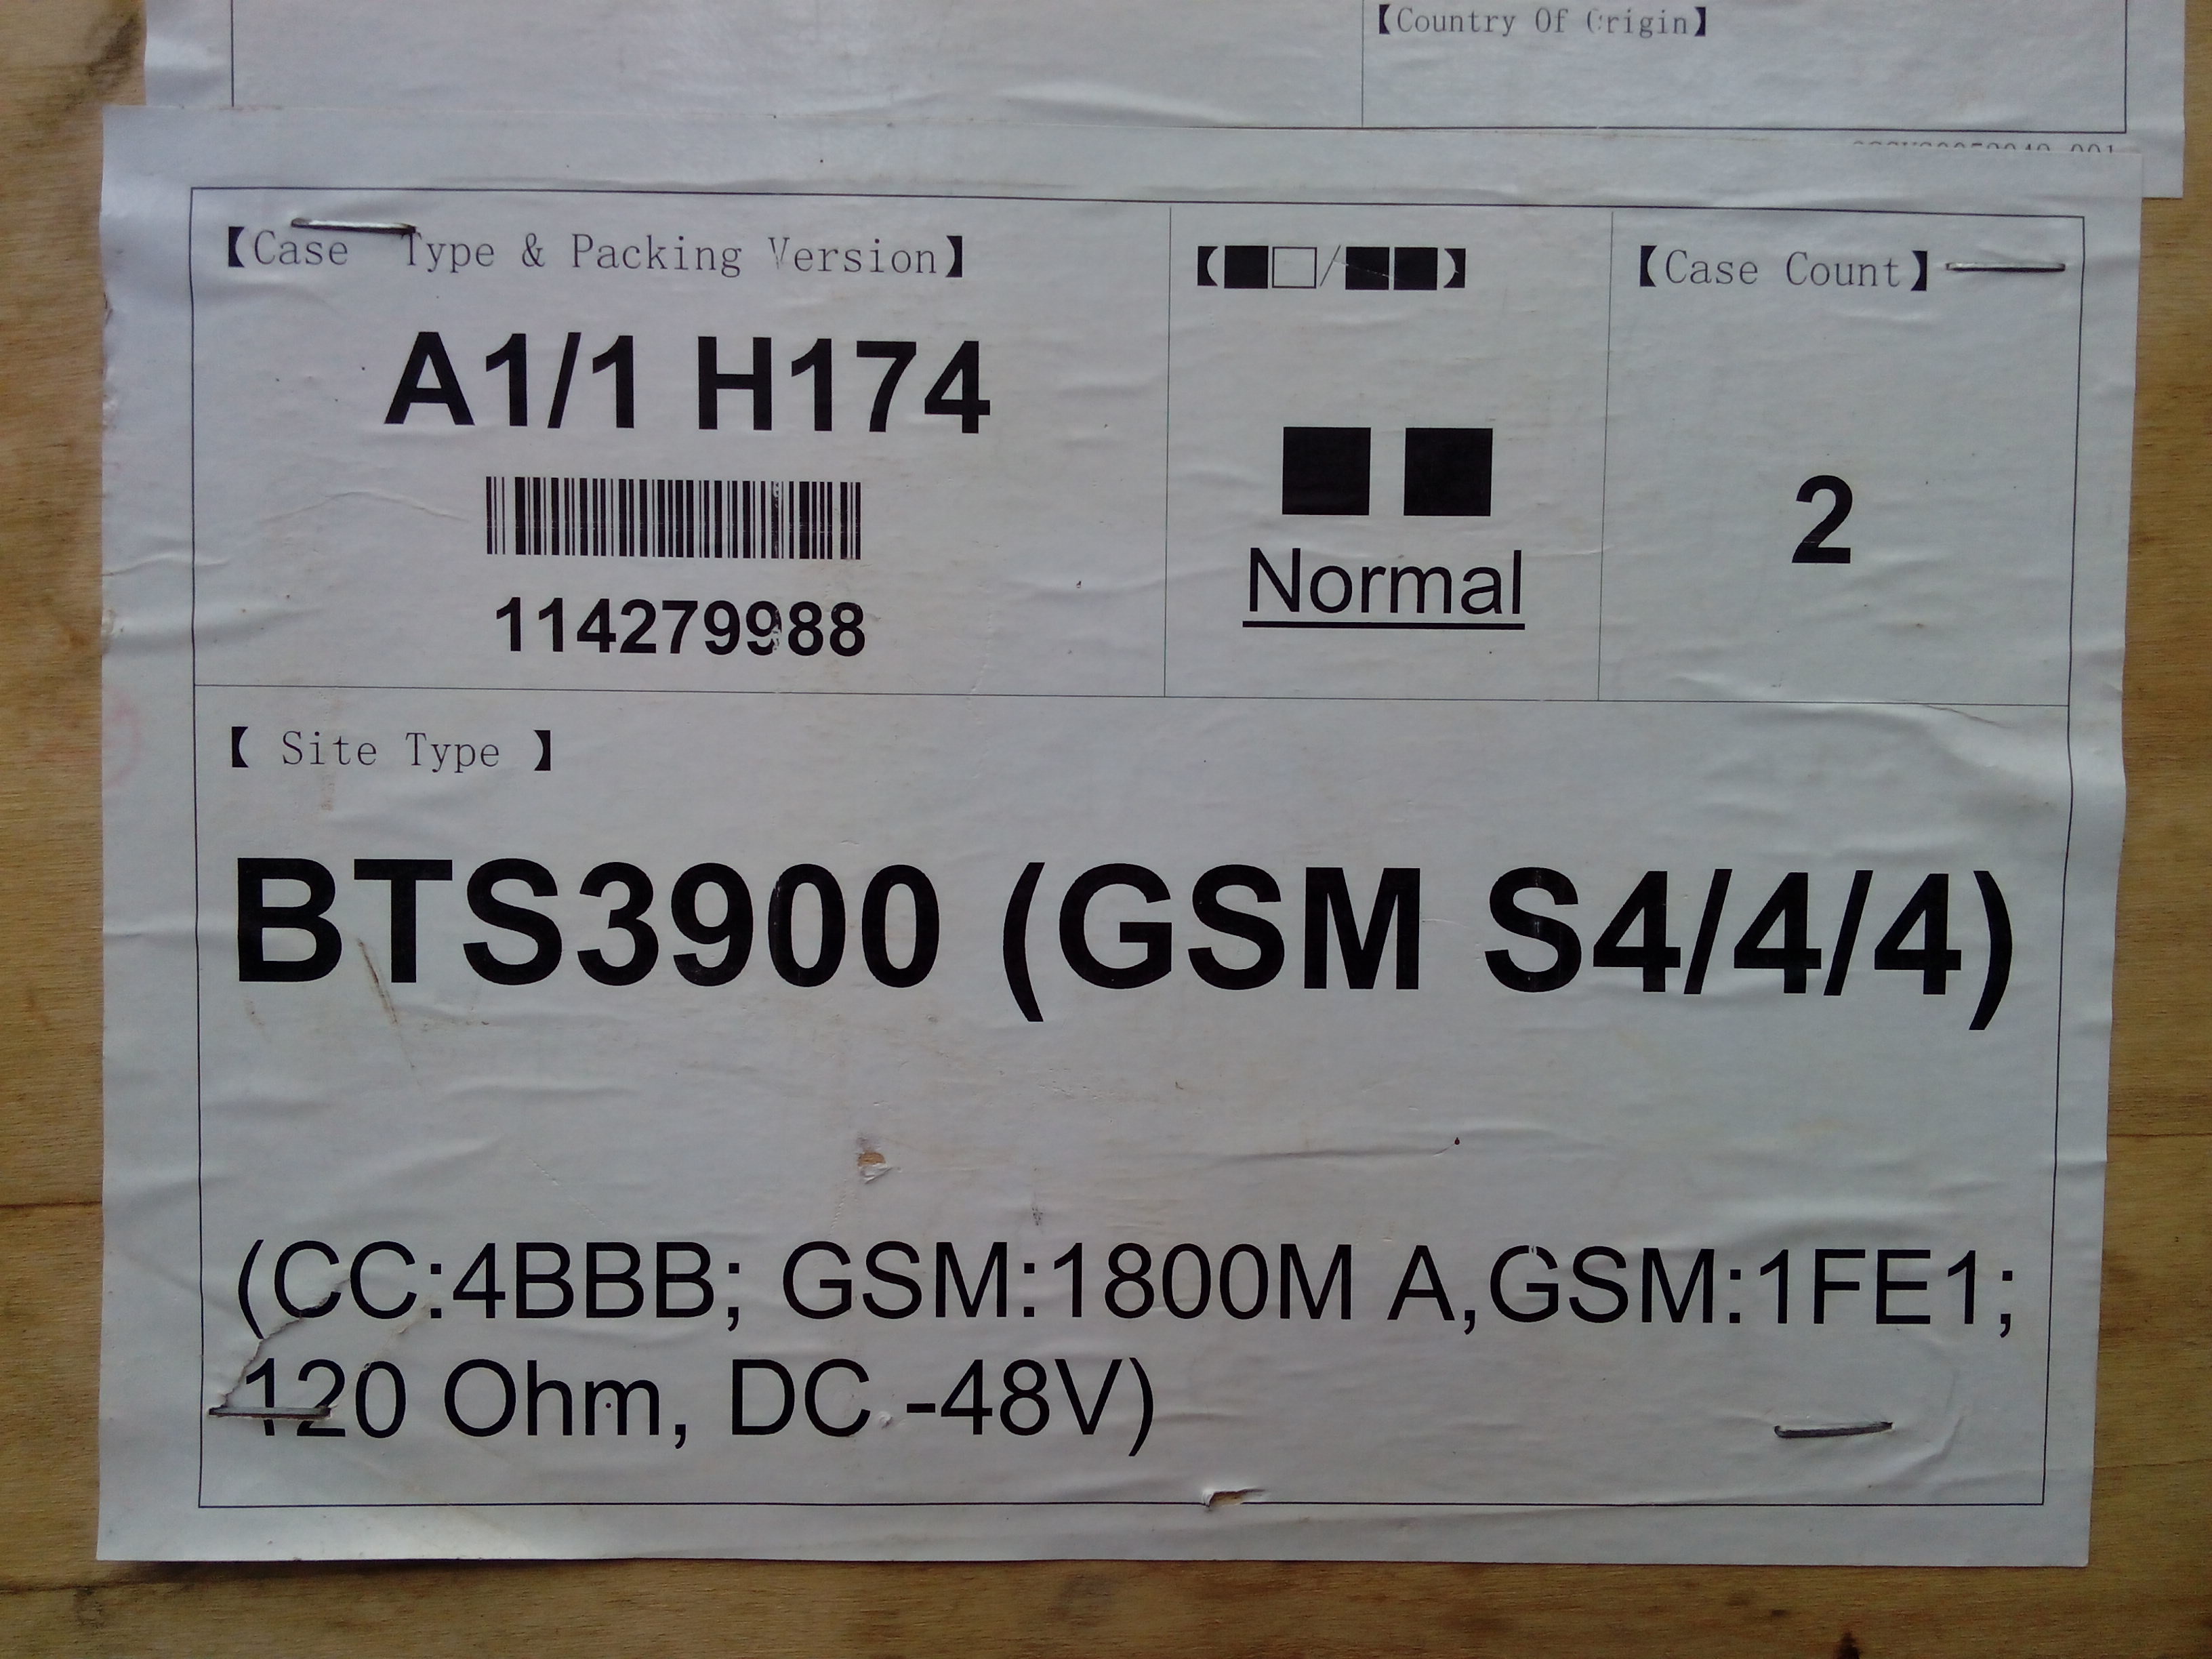 【Country Of Origin】
【Case Type & Packing Version】
【■□/■■】
【Case Count】
A1/1 H174
■ ■
114279988
Normal
2
【 Site Type 】
BTS3900 (GSM S4/4/4)
(CC:4BBB; GSM:1800M A,GSM:1FE1;
120 Ohm, DC -48V)